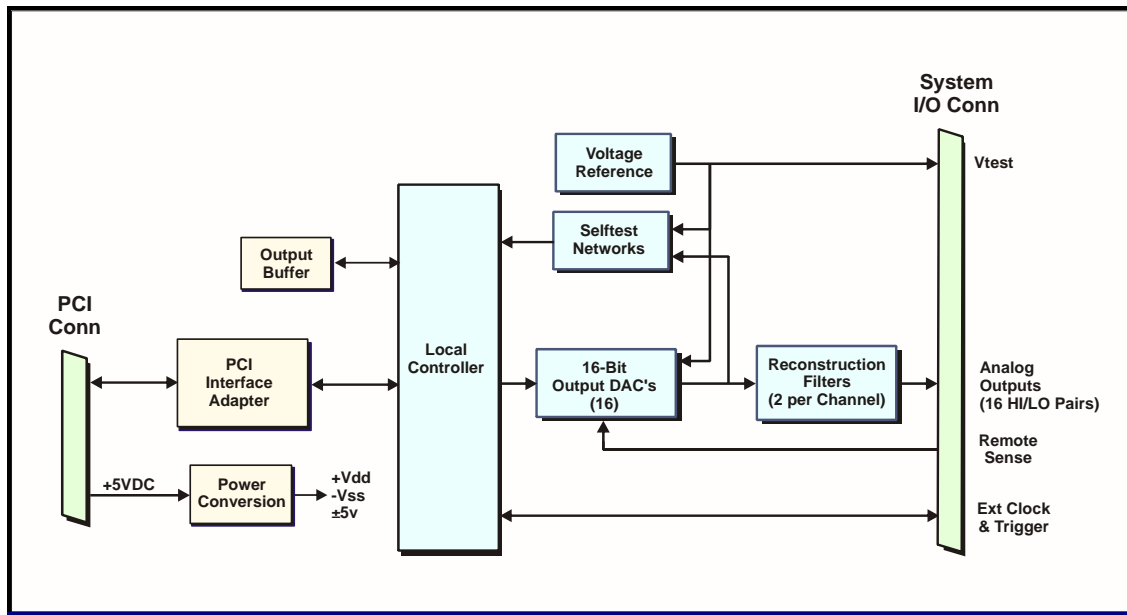 System
I/O Conn
Voltage
Reference
Vtest
Selftest
Networks
Output
Buffer
PCI
Conn
Local
Controller
PCI
Interface
Adapter
16-Bit
Output DAC's
(16)
Reconstruction
Filters
(2 per Channel)
Analog
Outputs
(16 HI/LO Pairs)
Remote
Sense
+5VDC
Power
Conversion
+Vdd
-Vss
±5v
Ext Clock
& Trigger